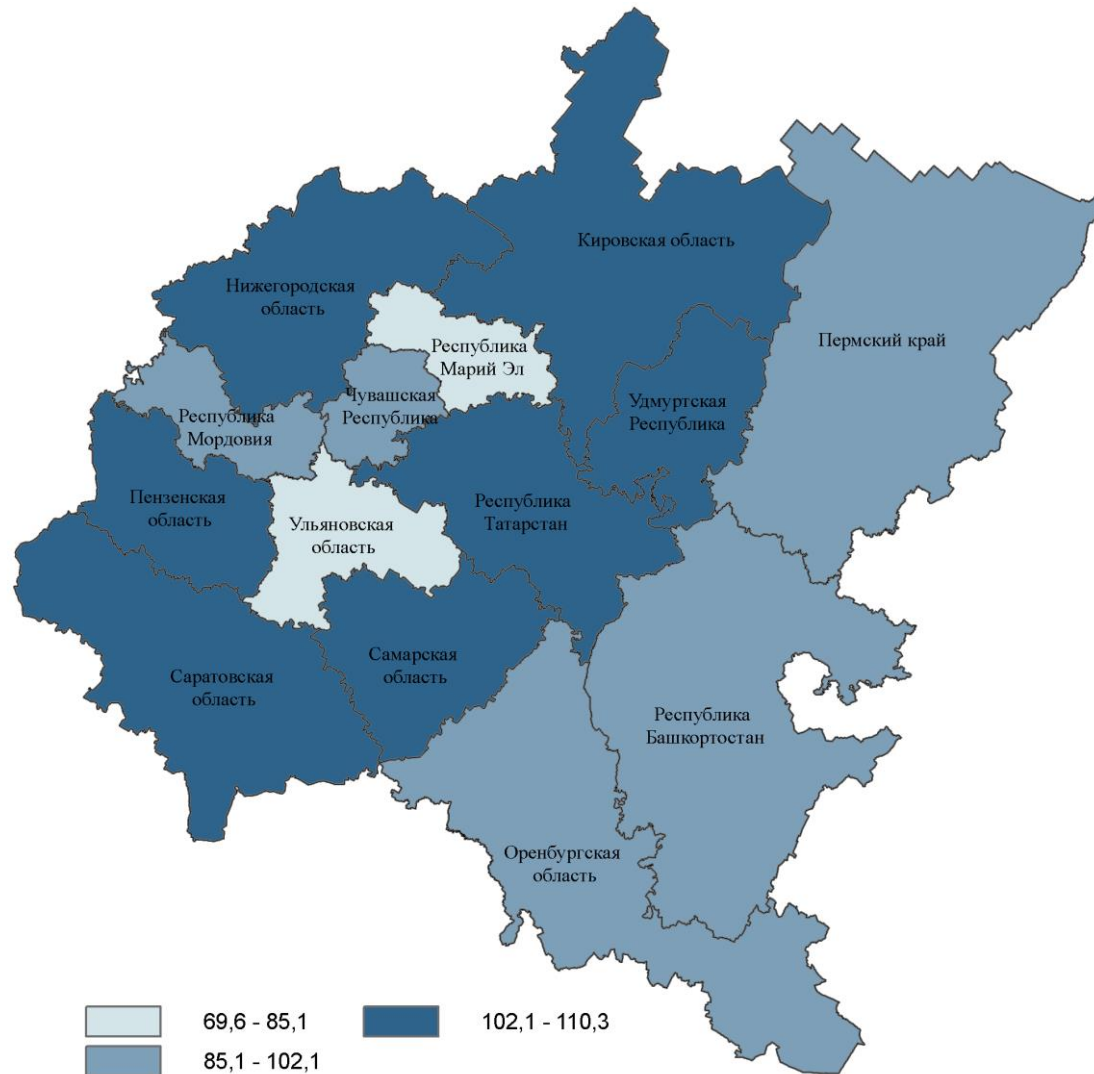 Кировская область
Нижегородская
область
Пермский край
Республика
Марий Эл
Чувашская
Республика
Удмуртская
Республика
Республика
Мордовия
Пензенская
область
Республика
Татарстан
Ульяновская
область
Самарская
область
Саратовская
область
Республика
Башкортостан
Оренбургская
область
69,6 - 85,1
102,1 - 110,3
85,1 - 102,1